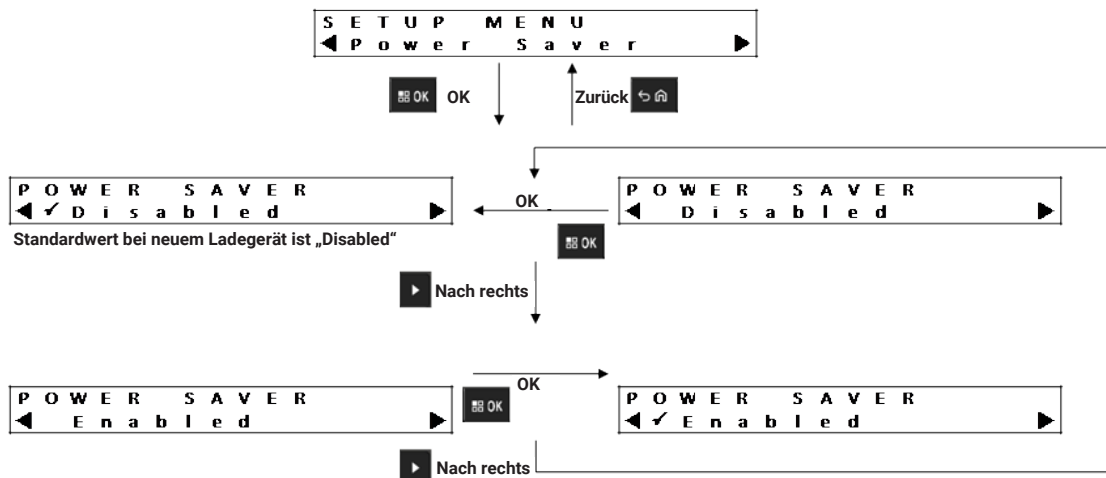 SETUP MENU
Power Saver
OK OK Zurück
POWER SAVER
✓ Disabled
Standardwert bei neuem Ladegerät ist „Disabled“
OK
OK
POWER SAVER
Disabled
Nach rechts
POWER SAVER
Enabled
OK
OK
POWER SAVER
✓ Enabled
Nach rechts